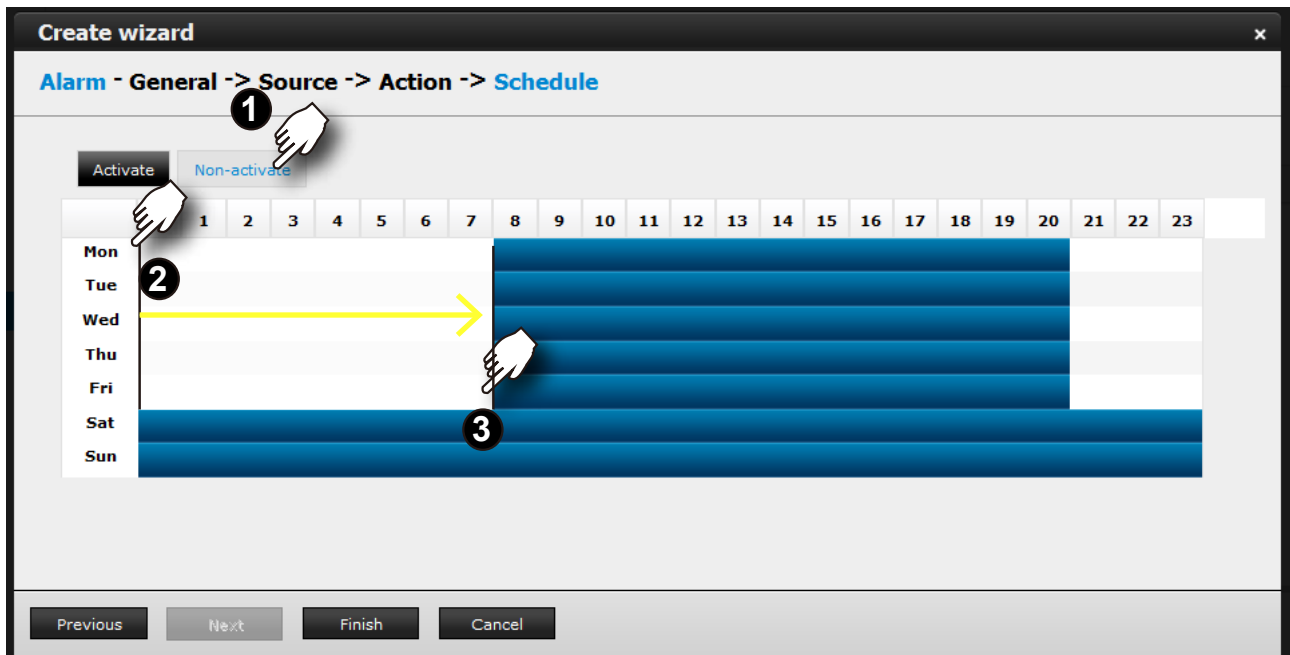 Create wizard ×
Alarm - General -> Source -> Action -> Schedule
1
Activate Non-activate
1 2 3 4 5 6 7 8 9 10 11 12 13 14 15 16 17 18 19 20 21 22 23
Mon
2
Tue
Wed
Thu
Fri
Sat
3
Sun
Previous Next Finish Cancel